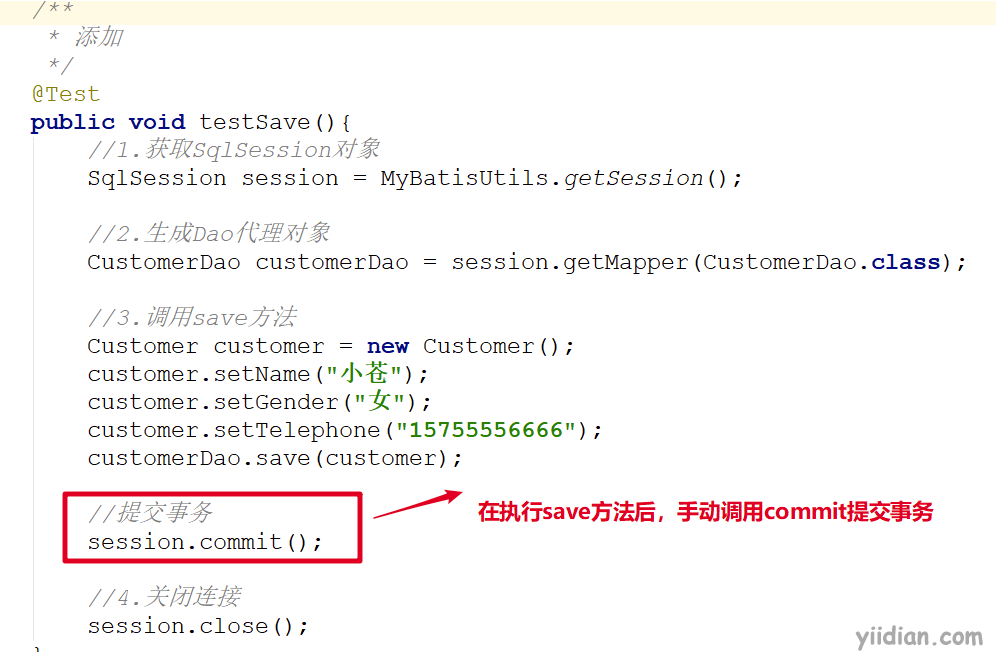 /**
 * 添加
 */
@Test
public void testSave(){
//1.获取SqlSession对象
SqlSession session = MyBatisUtils.getSession();
//2.生成Dao代理对象
CustomerDao customerDao = session.getMapper(CustomerDao.class);
//3.调用save方法
Customer customer = new Customer();
customer.setName("小苍");
customer.setGender("女");
customer.setTelephone("15755556666");
customerDao.save(customer);
//提交事务
在执行save方法后，手动调用commit提交事务
session.commit();
//4.关闭连接
session.close();
yiidian.com